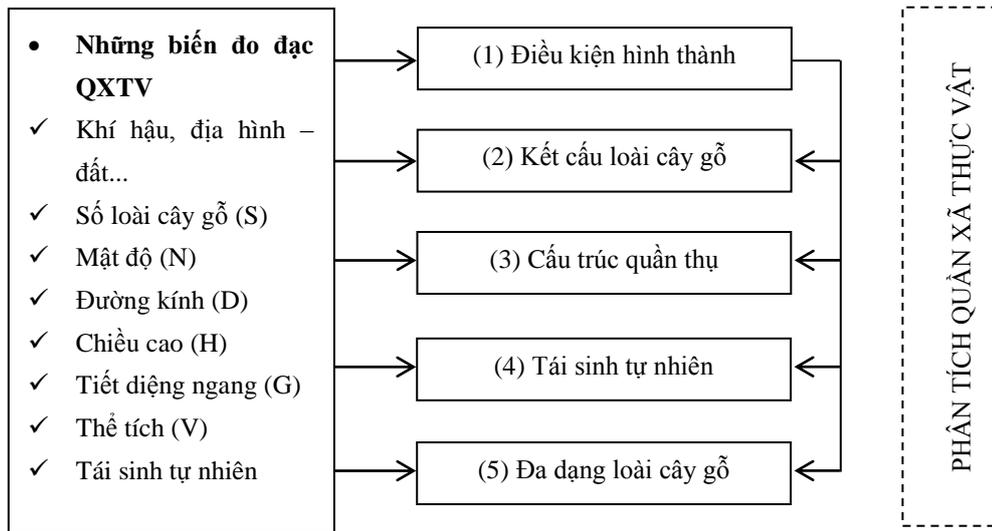 • Những biến đo đạc
QXTV
✓ Khí hậu, địa hình –
đất...
✓ Số loài cây gỗ (S)
✓ Mật độ (N)
✓ Đường kính (D)
✓ Chiều cao (H)
✓ Tiết diệng ngang (G)
✓ Thể tích (V)
✓ Tái sinh tự nhiên
(1) Điều kiện hình thành
(2) Kết cấu loài cây gỗ
(3) Cấu trúc quần thụ
(4) Tái sinh tự nhiên
(5) Đa dạng loài cây gỗ
PHÂN TÍCH QUẦN XÃ THỰC VẬT